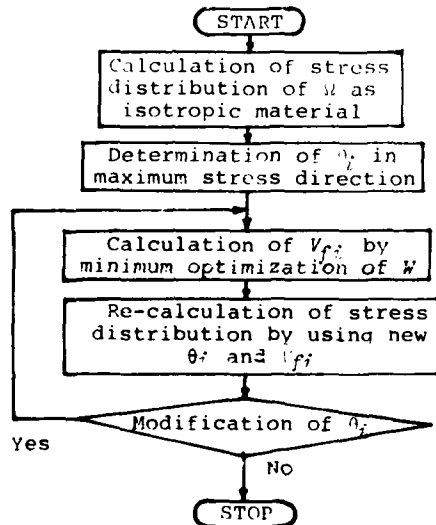 START
Calculation of stress
distribution of Ω as
isotropic material
Determination of θi in
maximum stress direction
Calculation of Vfi by
minimum optimization of W
Re-calculation of stress
distribution by using new
θi and Vfi
Modification of θi
Yes
No
STOP